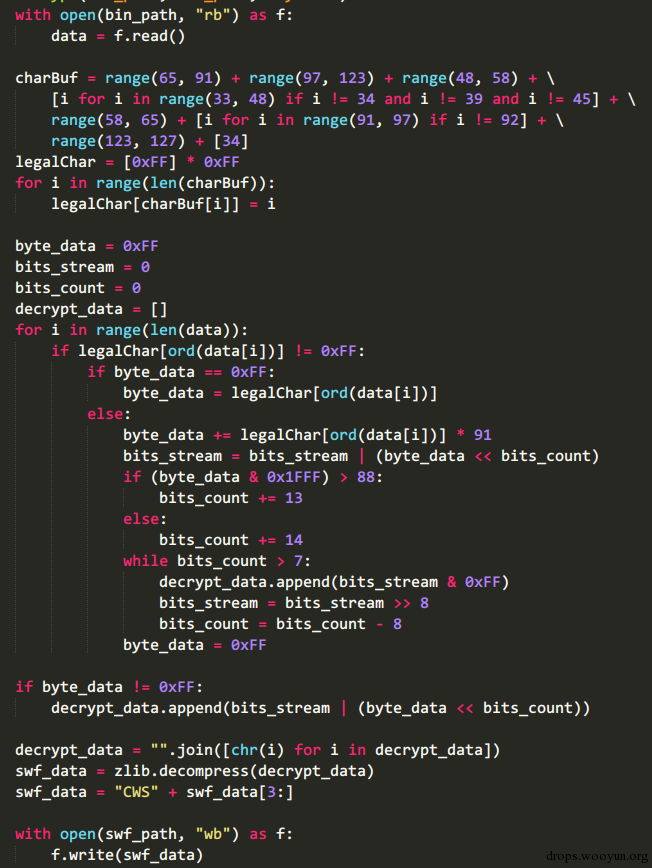 with open(bin_path, "rb") as f:
    data = f.read()

charBuf = range(65, 91) + range(97, 123) + range(48, 58) + \
    [i for i in range(33, 48) if i != 34 and i != 39 and i != 45] + \
    range(58, 65) + [i for i in range(91, 97) if i != 92] + \
    range(123, 127) + [34]
legalChar = [0xFF] * 0xFF
for i in range(len(charBuf)):
    legalChar[charBuf[i]] = i

byte_data = 0xFF
bits_stream = 0
bits_count = 0
decrypt_data = []
for i in range(len(data)):
    if legalChar[ord(data[i])] != 0xFF:
        if byte_data == 0xFF:
            byte_data = legalChar[ord(data[i])]
        else:
            byte_data += legalChar[ord(data[i])] * 91
            bits_stream = bits_stream | (byte_data << bits_count)
            if (byte_data & 0x1FFF) > 88:
                bits_count += 13
            else:
                bits_count += 14
            while bits_count > 7:
                decrypt_data.append(bits_stream & 0xFF)
                bits_stream = bits_stream >> 8
                bits_count = bits_count - 8
            byte_data = 0xFF

if byte_data != 0xFF:
    decrypt_data.append(bits_stream | (byte_data << bits_count))

decrypt_data = "".join([chr(i) for i in decrypt_data])
swf_data = zlib.decompress(decrypt_data)
swf_data = "CWS" + swf_data[3:]

with open(swf_path, "wb") as f:
    f.write(swf_data)
drops.wooyun.org